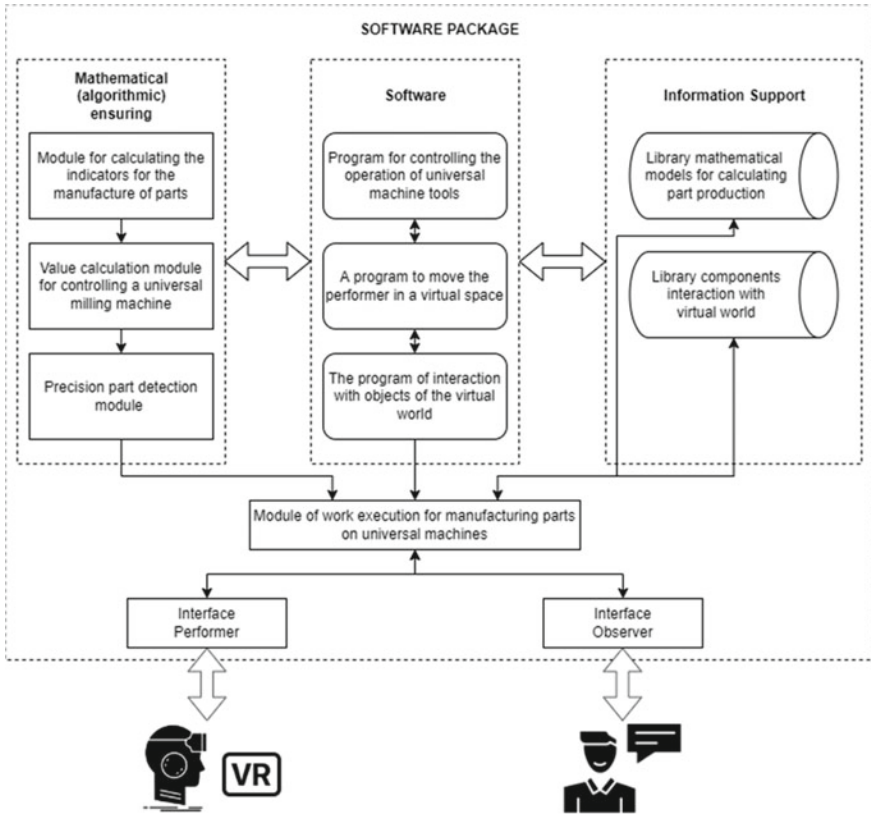 SOFTWARE PACKAGE
Mathematical
(algorithmic)
ensuring
Module for calculating the
indicators for the
manufacture of parts
Value calculation module
for controlling a universal
milling machine
Precision part detection
module
Software
Program for controlling the
operation of universal
machine tools
A program to move the
performer in a virtual space
The program of interaction
with objects of the virtual
world
Information Support
Library mathematical
models for calculating
part production
Library components
interaction with
virtual world
Module of work execution for manufacturing parts
on universal machines
Interface
Performer
Interface
Observer
VR